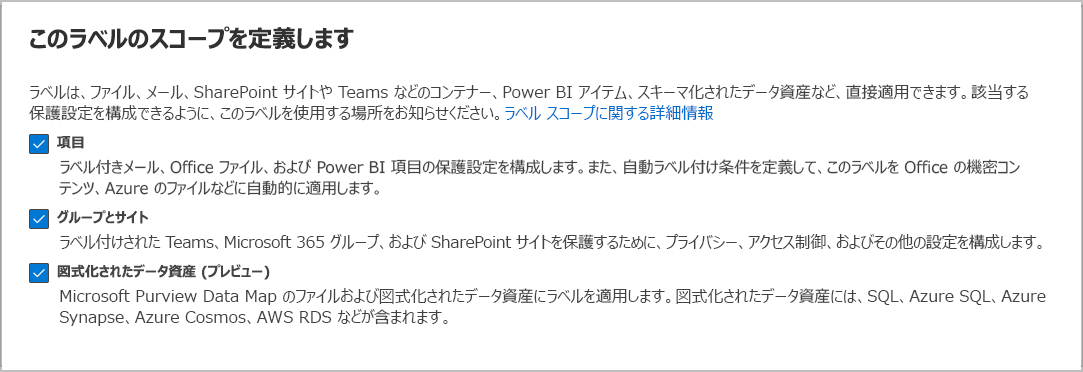 このラベルのスコープを定義します
ラベルは、ファイル、メール、SharePoint サイトや Teams などのコンテナー、Power BI アイテム、スキーマ化されたデータ資産など、直接適用できます。該当する
保護設定を構成できるように、このラベルを使用する場所をお知らせください。ラベル スコープに関する詳細情報
項目
ラベル付きメール、Office ファイル、および Power BI 項目の保護設定を構成します。また、自動ラベル付け条件を定義して、このラベルを Office の機密コン
テンツ、Azure のファイルなどに自動的に適用します。
グループとサイト
ラベル付けされた Teams、Microsoft 365 グループ、および SharePoint サイトを保護するために、プライバシー、アクセス制御、およびその他の設定を構成します。
図式化されたデータ資産 (プレビュー)
Microsoft Purview Data Map のファイルおよび図式化されたデータ資産にラベルを適用します。図式化されたデータ資産には、SQL、Azure SQL、Azure
Synapse、Azure Cosmos、AWS RDS などが含まれます。